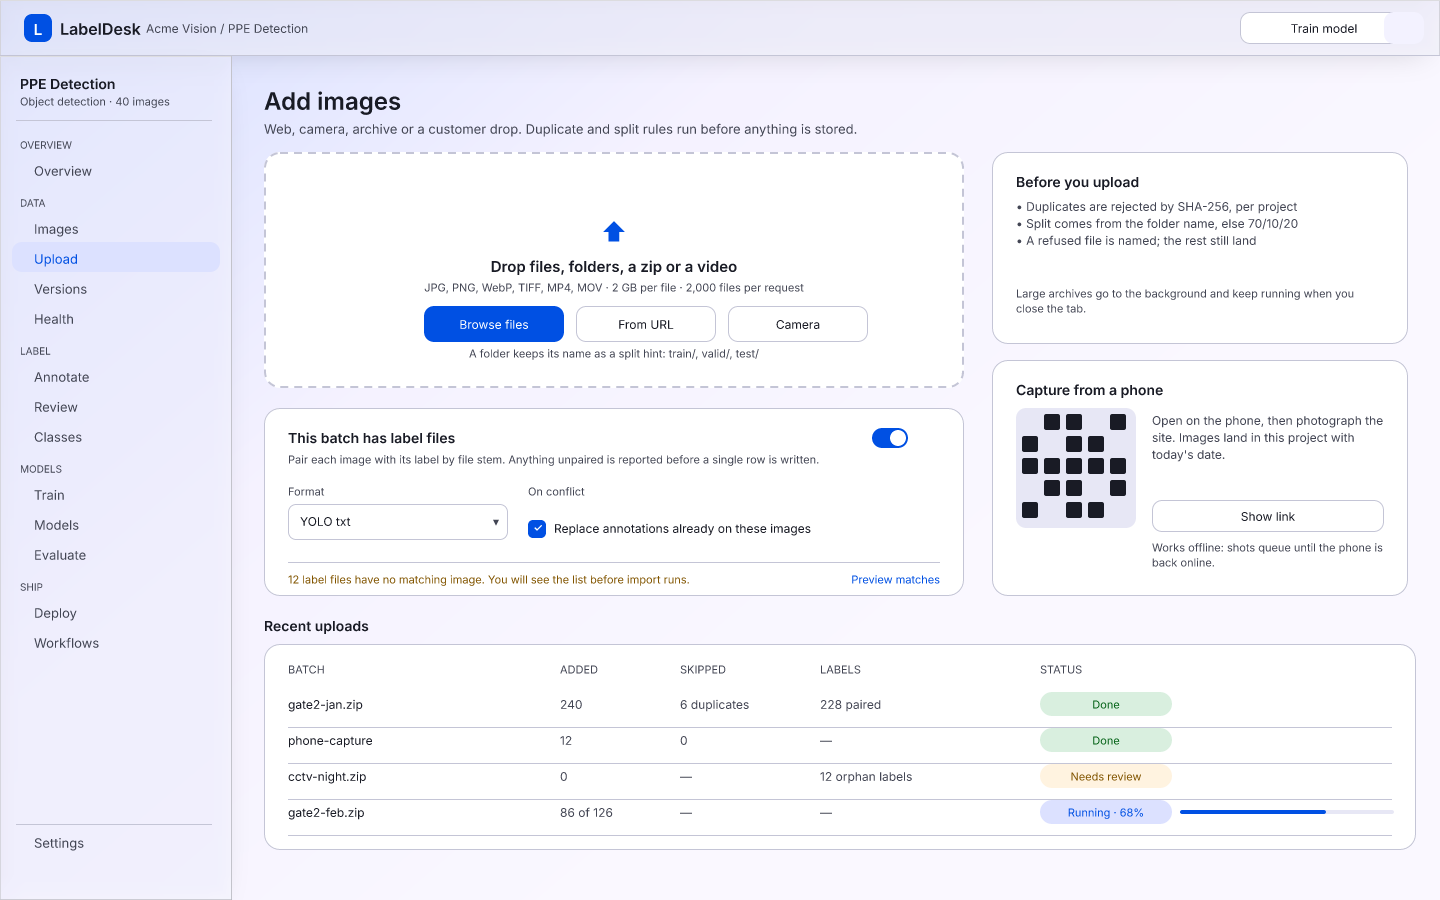 L LabelDesk Acme Vision / PPE Detection
Train model
PPE Detection
Object detection · 40 images
OVERVIEW
Overview
DATA
Images
Upload
Versions
Health
LABEL
Annotate
Review
Classes
MODELS
Train
Models
Evaluate
SHIP
Deploy
Workflows
Settings
Add images
Web, camera, archive or a customer drop. Duplicate and split rules run before anything is stored.
Drop files, folders, a zip or a video
JPG, PNG, WebP, TIFF, MP4, MOV · 2 GB per file · 2,000 files per request
Browse files From URL Camera
A folder keeps its name as a split hint: train/, valid/, test/
Before you upload
• Duplicates are rejected by SHA-256, per project
• Split comes from the folder name, else 70/10/20
• A refused file is named; the rest still land
Large archives go to the background and keep running when you
close the tab.
This batch has label files
Pair each image with its label by file stem. Anything unpaired is reported before a single row is written.
Format On conflict
YOLO txt Replace annotations already on these images
12 label files have no matching image. You will see the list before import runs. Preview matches
Capture from a phone
Open on the phone, then photograph the
site. Images land in this project with
today's date.
Show link
Works offline: shots queue until the phone is
back online.
Recent uploads
BATCH ADDED SKIPPED LABELS STATUS
gate2-jan.zip 240 6 duplicates 228 paired Done
phone-capture 12 0 — Done
cctv-night.zip 0 — 12 orphan labels Needs review
gate2-feb.zip 86 of 126 — — Running · 68%